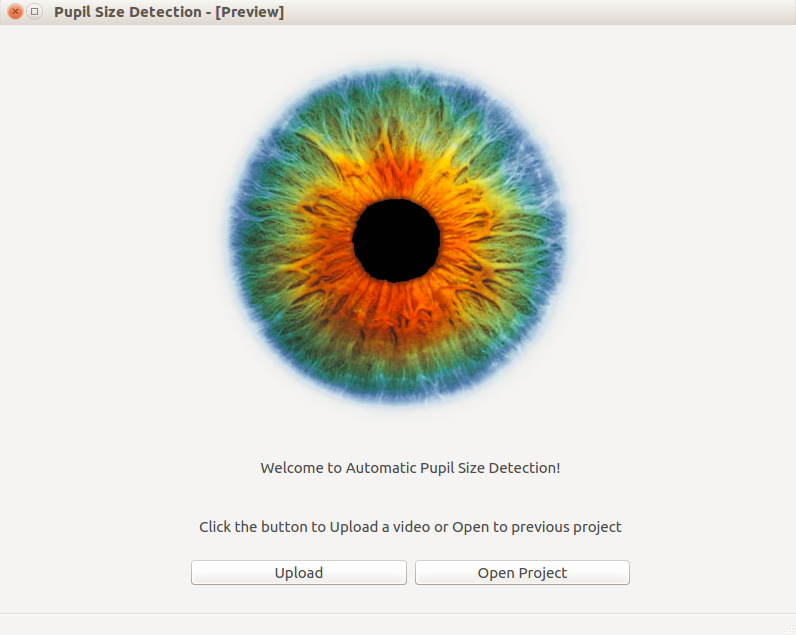 Pupil Size Detection - [Preview]
Welcome to Automatic Pupil Size Detection!
Click the button to Upload a video or Open to previous project
Upload
Open Project